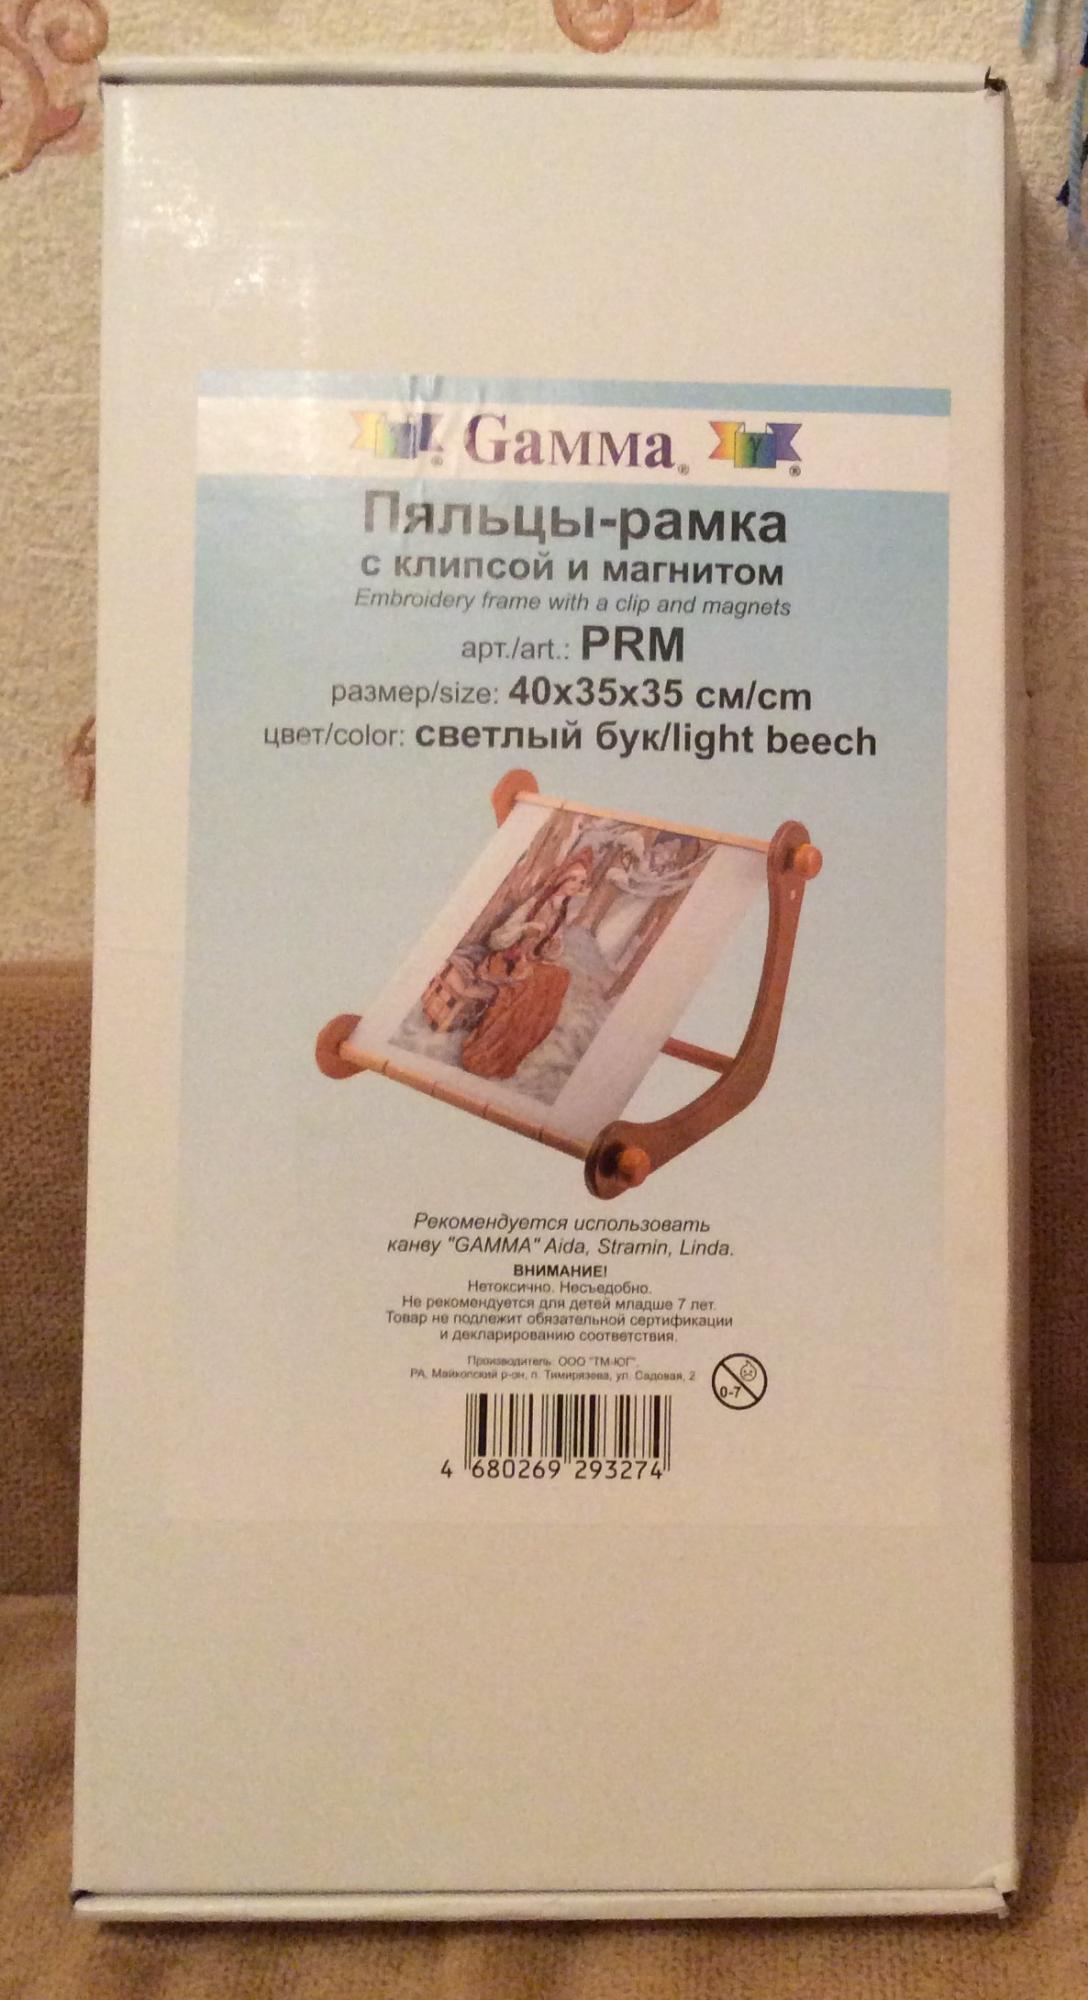 Gамма®
Пяльцы-рамка
с клипсой и магнитом
Embroidery frame with a clip and magnets
арт./art.: PRM
размер/size: 40x35x35 см/cm
цвет/color: светлый бук/light beech
Рекомендуется использовать
канву "GAMMA" Aida, Stramin, Linda.
ВНИМАНИЕ!
Нетоксично. Несъедобно.
Не рекомендуется для детей младше 7 лет.
Товар не подлежит обязательной сертификации
и декларированию соответствия.
Производитель: ООО "ТМ-ЮГ",
РА, Майкопский р-он, п. Тимирязева, ул. Садовая, 2
0-7
4 680269 293274